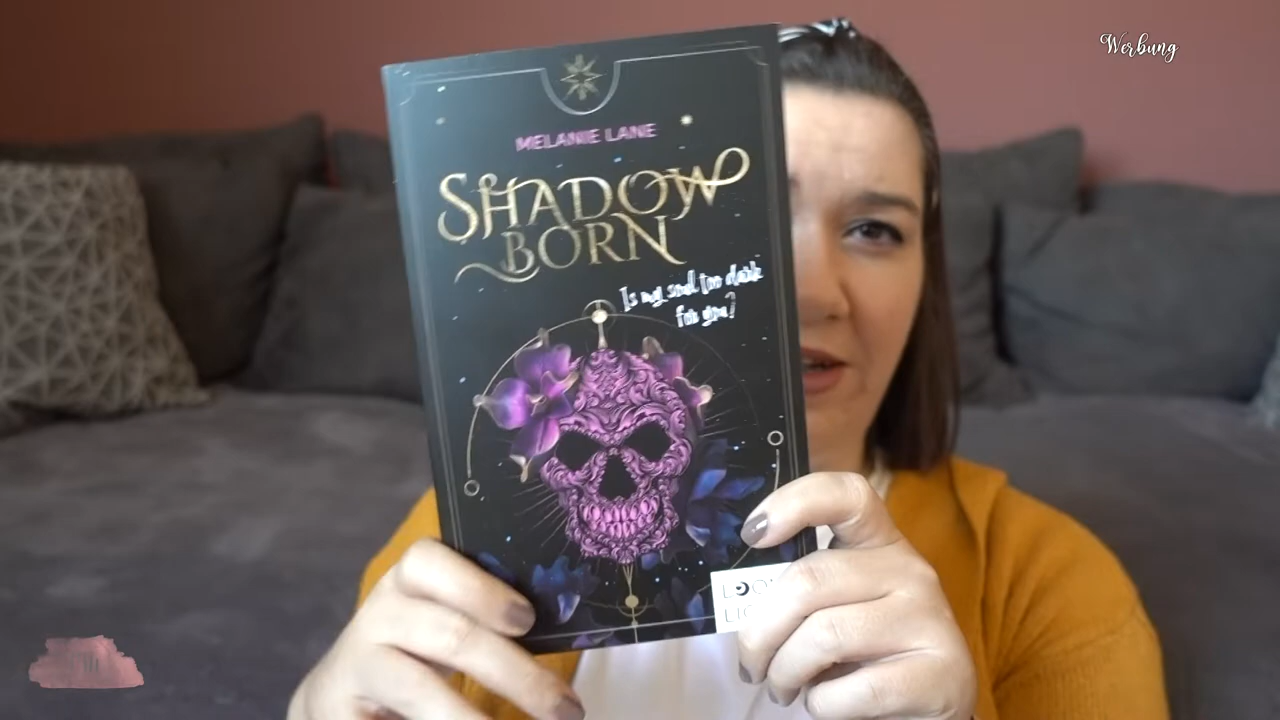 Werbung
MELANIE LANE
SHADOW
BORN
Is my soul too dark
for you?